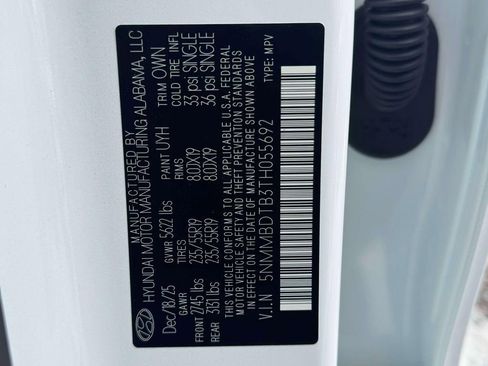 MANUFACTURED BY
HYUNDAI MOTOR MANUFACTURING ALABAMA, LLC
Dec/18/25 GVWR 5622 lbs PAINT UYH TRIM OWN
GAWR TIRES RIMS COLD TIRE INFL
FRONT 2745 lbs 235/55R19 8.0JX19 33 psi SINGLE
REAR 3131 lbs 235/55R19 8.0JX19 36 psi SINGLE
THIS VEHICLE CONFORMS TO ALL APPLICABLE U.S.A. FEDERAL
MOTOR VEHICLE SAFETY AND THEFT PREVENTION STANDARDS
IN EFFECT ON THE DATE OF MANUFACTURE SHOWN ABOVE
V.I.N 5NMMBDTB3TH055692 TYPE: MPV